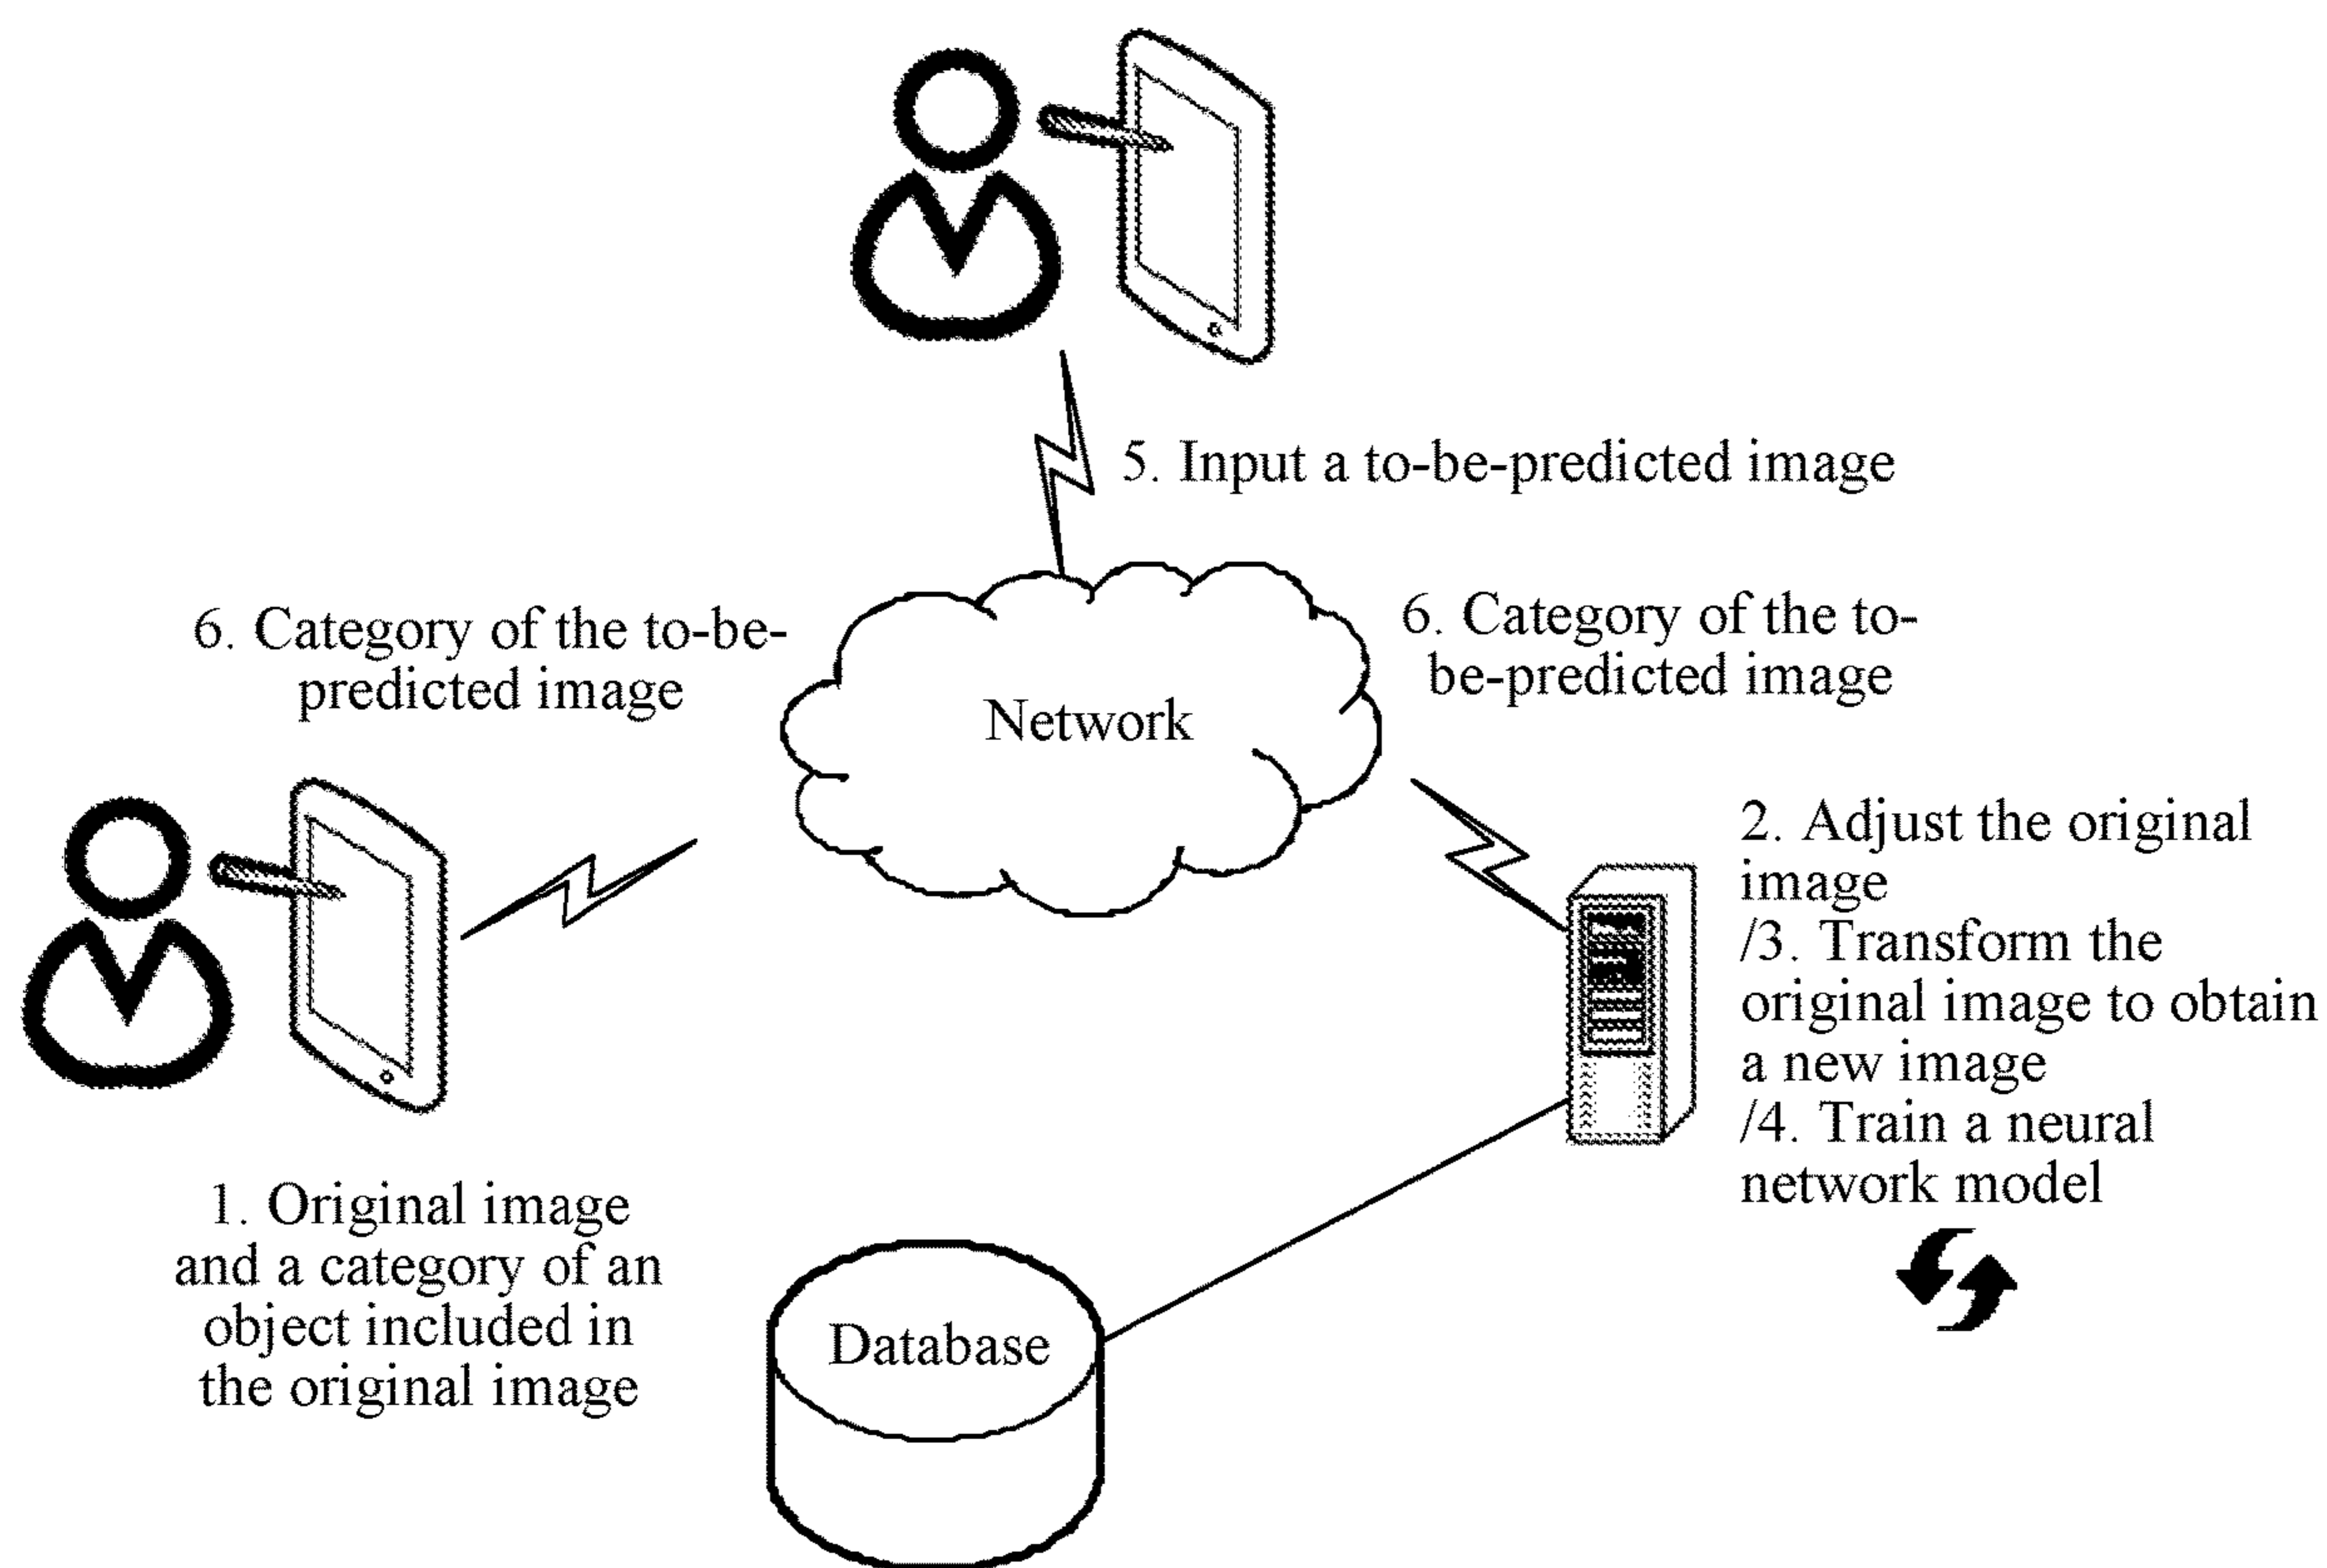 5. Input a to-be-predicted image
6. Category of the to-be-
predicted image
6. Category of the to-
be-predicted image
Network
2. Adjust the original
image
/3. Transform the
original image to obtain
a new image
/4. Train a neural
network model
1. Original image
and a category of an
object included in
the original image
Database